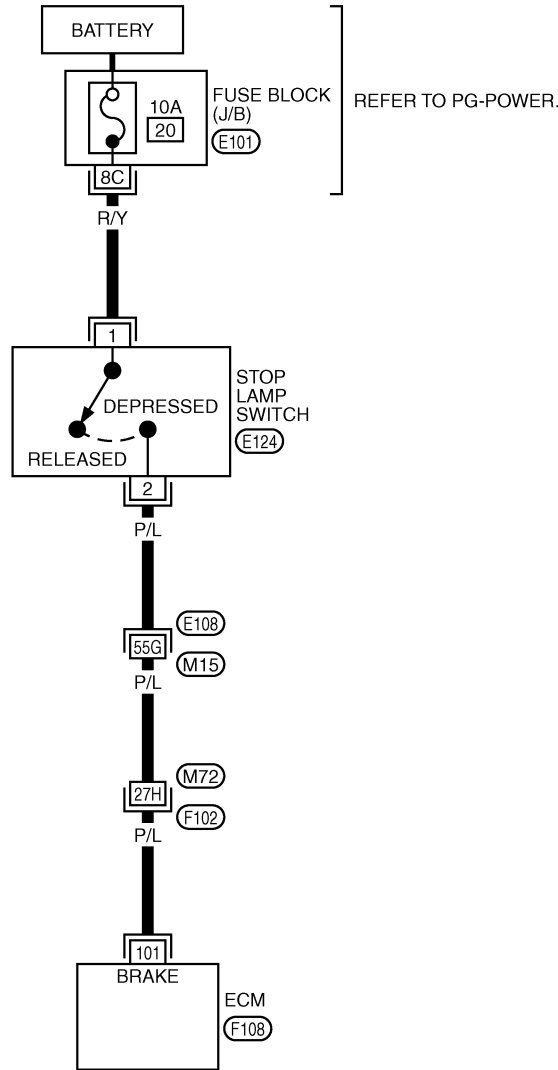 BATTERY
FUSE BLOCK
(J/B)
10A
20
E101
REFER TO PG-POWER.
8C
R/Y
1
STOP
LAMP
SWITCH
E124
DEPRESSED
RELEASED
2
P/L
E108
55G
M15
P/L
M72
27H
F102
P/L
101
BRAKE
ECM
F108